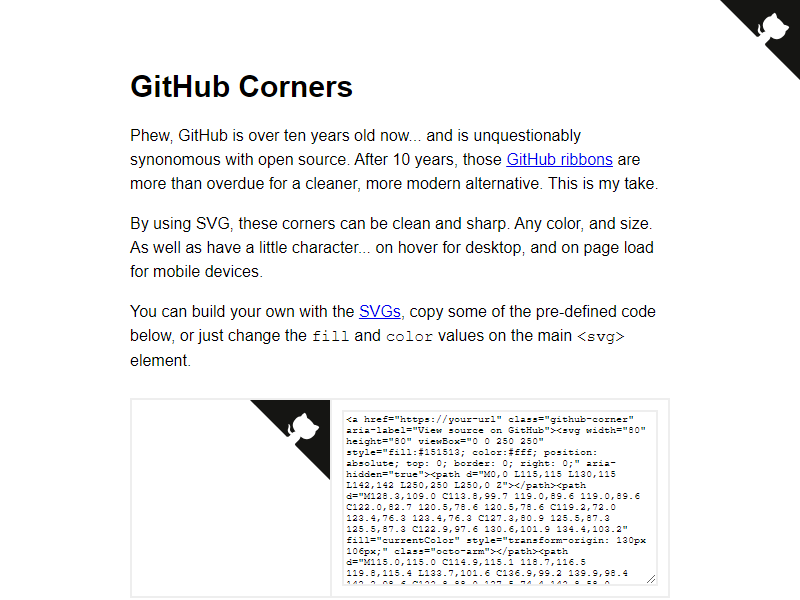 GitHub Corners
Phew, GitHub is over ten years old now... and is unquestionably
synonomous with open source. After 10 years, those GitHub ribbons are
more than overdue for a cleaner, more modern alternative. This is my take.
By using SVG, these corners can be clean and sharp. Any color, and size.
As well as have a little character... on hover for desktop, and on page load
for mobile devices.
You can build your own with the SVGs, copy some of the pre-defined code
below, or just change the fill and color values on the main <svg>
element.
<a href="https://your-url" class="github-corner"
aria-label="View source on GitHub"><svg width="80"
height="80" viewBox="0 0 250 250"
style="fill:#151513; color:#fff; position:
absolute; top: 0; border: 0; right: 0;" aria-
hidden="true"><path d="M0,0 L115,115 L130,115
L142,142 L250,250 L250,0 Z"></path><path
d="M128.3,109.0 C113.8,99.7 119.0,89.6 119.0,89.6
C122.0,82.7 120.5,78.6 120.5,78.6 C119.2,72.0
123.4,76.3 123.4,76.3 C127.3,80.9 125.5,87.3
125.5,87.3 C122.9,97.6 130.6,101.9 134.4,103.2"
fill="currentColor" style="transform-origin: 130px
106px;" class="octo-arm"></path><path
d="M115.0,115.0 C114.9,115.1 118.7,116.5
119.8,115.4 L133.7,101.6 C136.9,99.2 139.9,98.4